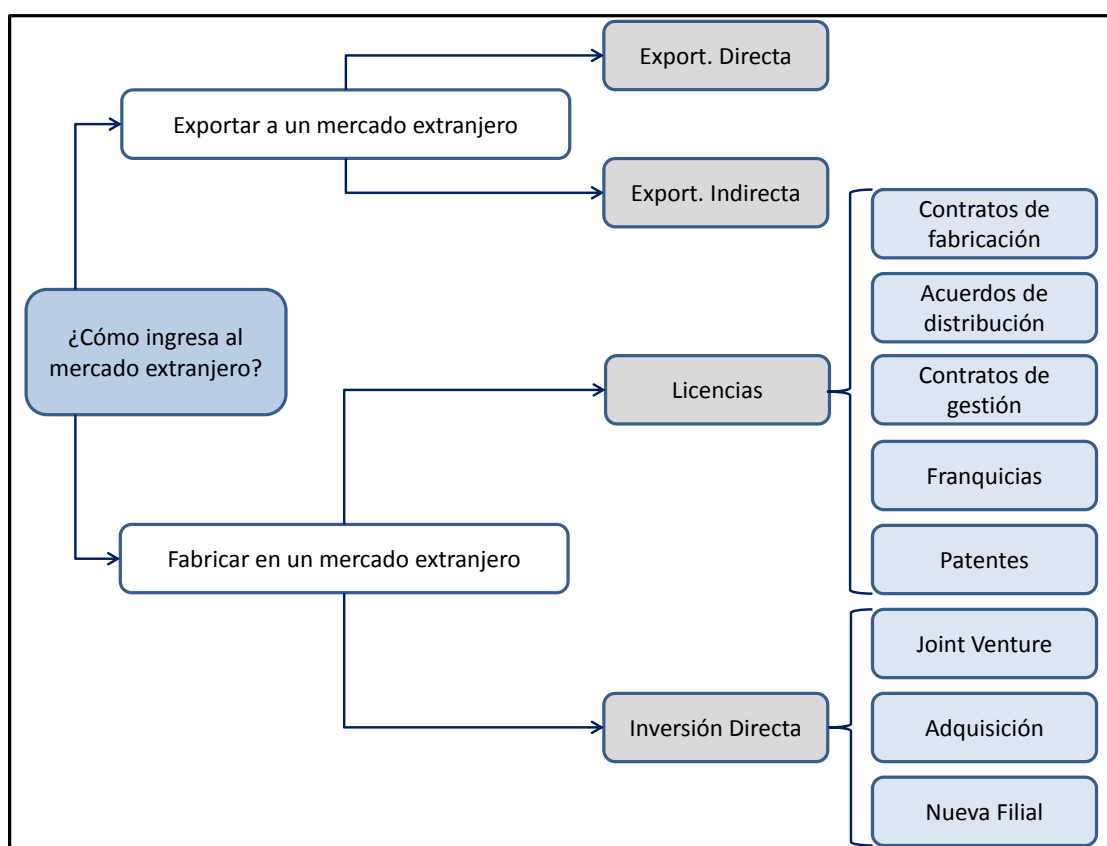 Export. Directa
Exportar a un mercado extranjero
Export. Indirecta
Contratos de
fabricación
Acuerdos de
distribución
¿Cómo ingresa al
mercado extranjero?
Licencias
Contratos de
gestión
Franquicias
Fabricar en un mercado extranjero
Patentes
Joint Venture
Inversión Directa
Adquisición
Nueva Filial